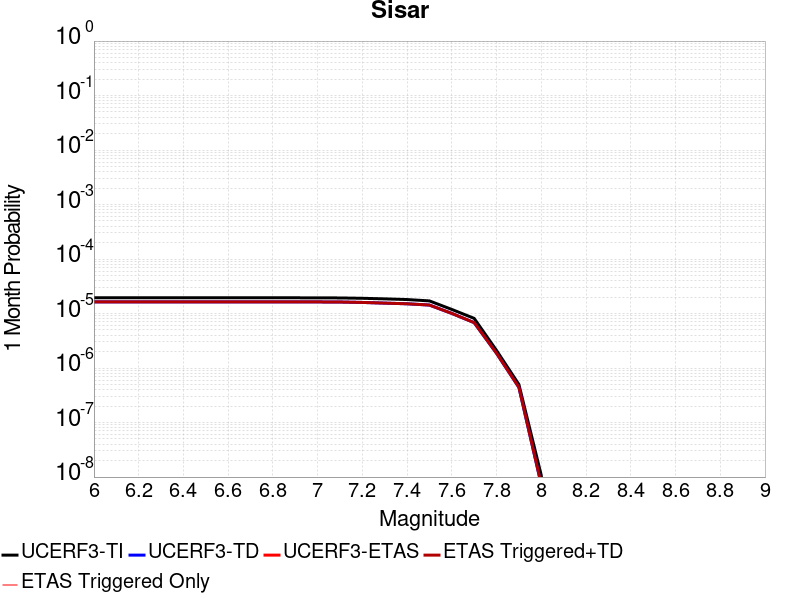 Sisar
1 Month Probability
10^0
10^-1
10^-2
10^-3
10^-4
10^-5
10^-6
10^-7
10^-8
6 6.2 6.4 6.6 6.8 7 7.2 7.4 7.6 7.8 8 8.2 8.4 8.6 8.8 9
Magnitude
UCERF3-TI UCERF3-TD UCERF3-ETAS ETAS Triggered+TD
ETAS Triggered Only